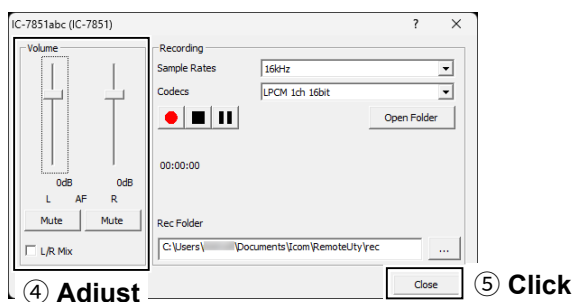 IC-7851abc (IC-7851) ? ×
Volume
0dB 0dB
L AF R
Mute Mute
L/R Mix
Recording
Sample Rates 16kHz
Codecs LPCM 1ch 16bit
Open Folder
00:00:00
Rec Folder
C:\Users\ \Documents\Icom\RemoteUty\rec ...
Close
④ Adjust
⑤ Click